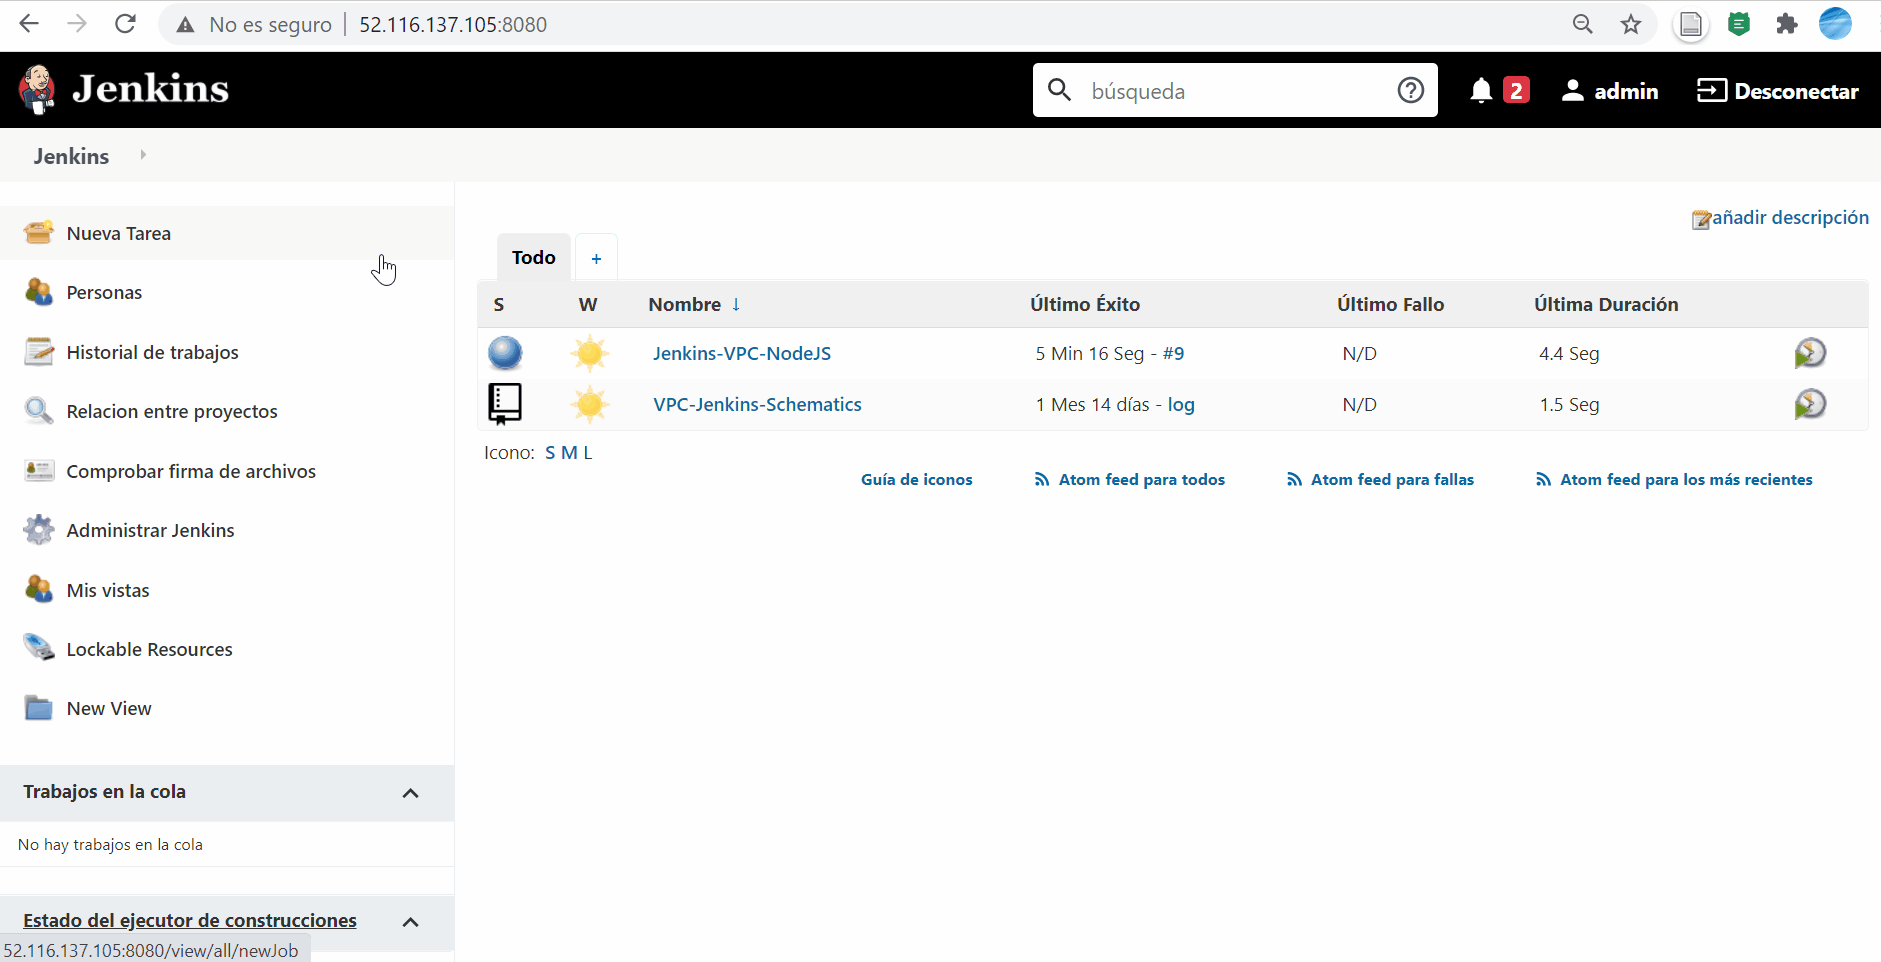 No es seguro | 52.116.137.105:8080
Jenkins
búsqueda
2
admin
Desconectar
Jenkins
Nueva Tarea
Personas
Historial de trabajos
Relacion entre proyectos
Comprobar firma de archivos
Administrar Jenkins
Mis vistas
Lockable Resources
New View
Trabajos en la cola
No hay trabajos en la cola
Estado del ejecutor de construcciones
52.116.137.105:8080/view/all/newJob
añadir descripción
Todo +
S W Nombre ↓ Último Éxito Último Fallo Última Duración
Jenkins-VPC-NodeJS 5 Min 16 Seg - #9 N/D 4.4 Seg
VPC-Jenkins-Schematics 1 Mes 14 días - log N/D 1.5 Seg
Icono: S M L
Guía de iconos Atom feed para todos Atom feed para fallas Atom feed para los más recientes